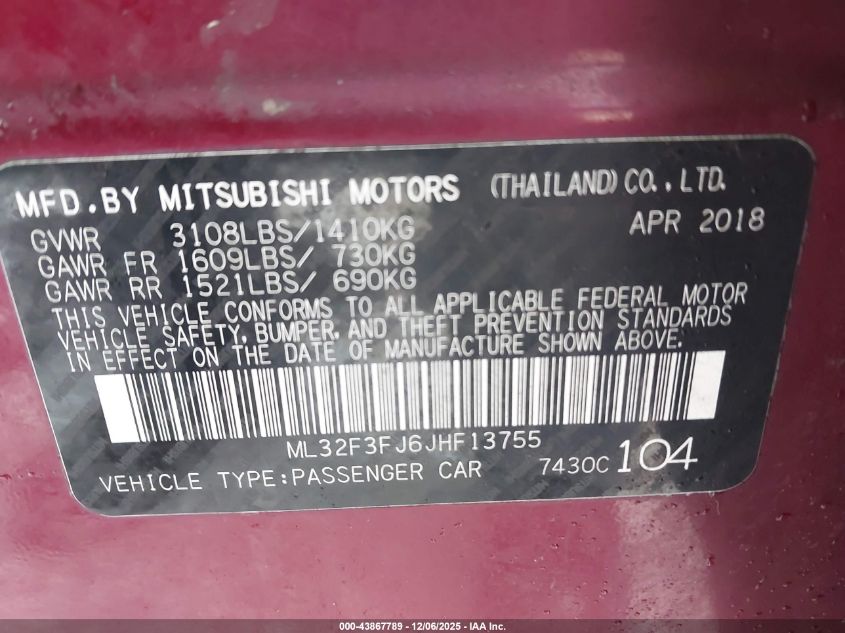 MFD.BY MITSUBISHI MOTORS (THAILAND) CO., LTD.
GVWR 3108LBS/1410KG APR 2018
GAWR FR 1609LBS/ 730KG
GAWR RR 1521LBS/ 690KG
THIS VEHICLE CONFORMS TO ALL APPLICABLE FEDERAL MOTOR
VEHICLE SAFETY, BUMPER, AND THEFT PREVENTION STANDARDS
IN EFFECT ON THE DATE OF MANUFACTURE SHOWN ABOVE.
ML32F3FJ6JHF13755
VEHICLE TYPE:PASSENGER CAR 7430C 104
000-43867789 - 12/06/2025 - IAA Inc.